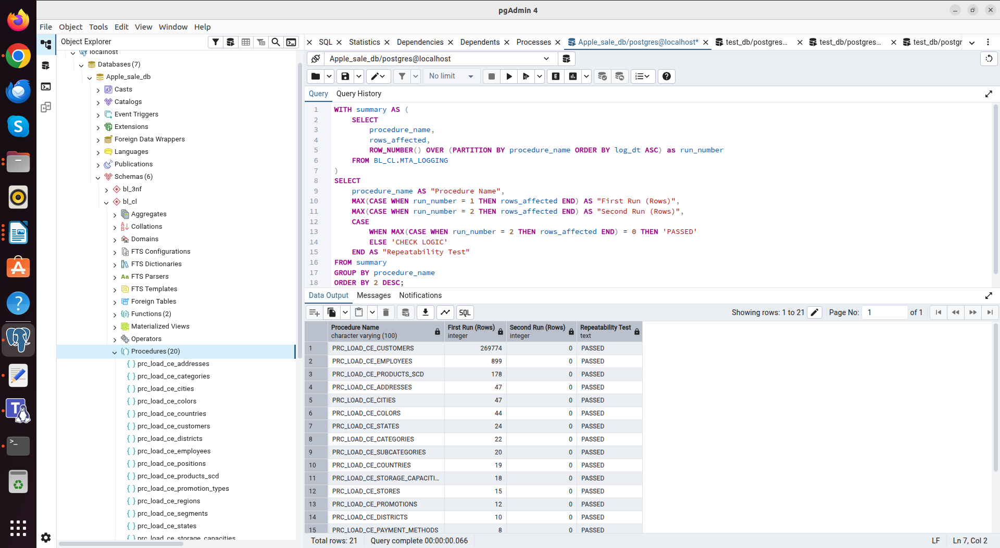 pgAdmin 4
File Object Tools Edit View Window Help
Object Explorer
localhost
Databases (7)
Apple_sale_db
Casts
Catalogs
Event Triggers
Extensions
Foreign Data Wrappers
Languages
Publications
Schemas (6)
bl_3nf
bl_cl
Aggregates
Collations
Domains
FTS Configurations
FTS Dictionaries
Aa FTS Parsers
FTS Templates
Foreign Tables
Functions (2)
Materialized Views
Operators
Procedures (20)
prc_load_ce_addresses
prc_load_ce_categories
prc_load_ce_cities
prc_load_ce_colors
prc_load_ce_countries
prc_load_ce_customers
prc_load_ce_districts
prc_load_ce_employees
prc_load_ce_positions
prc_load_ce_products_scd
prc_load_ce_promotion_types
prc_load_ce_regions
prc_load_ce_segments
prc_load_ce_states
prc_load_ce_storage_capacities
SQL Statistics Dependencies Dependents Processes Apple_sale_db/postgres@localhost* test_db/postgres... test_db/postgres... test_db/postgr
Apple_sale_db/postgres@localhost
No limit
Query Query History
1 WITH summary AS (
2 SELECT
3 procedure_name,
4 rows_affected,
5 ROW_NUMBER() OVER (PARTITION BY procedure_name ORDER BY log_dt ASC) as run_number
6 FROM BL_CL.MTA_LOGGING
7 )
8 SELECT
9 procedure_name AS "Procedure Name",
10 MAX(CASE WHEN run_number = 1 THEN rows_affected END) AS "First Run (Rows)",
11 MAX(CASE WHEN run_number = 2 THEN rows_affected END) AS "Second Run (Rows)",
12 CASE
13 WHEN MAX(CASE WHEN run_number = 2 THEN rows_affected END) = 0 THEN 'PASSED'
14 ELSE 'CHECK LOGIC'
15 END AS "Repeatability Test"
16 FROM summary
17 GROUP BY procedure_name
18 ORDER BY 2 DESC;
Data Output Messages Notifications
SQL Showing rows: 1 to 21 Page No: 1 of 1
Procedure Name First Run (Rows) Second Run (Rows) Repeatability Test
character varying (100) integer integer text
1 PRC_LOAD_CE_CUSTOMERS 269774 0 PASSED
2 PRC_LOAD_CE_EMPLOYEES 899 0 PASSED
3 PRC_LOAD_CE_PRODUCTS_SCD 178 0 PASSED
4 PRC_LOAD_CE_ADDRESSES 47 0 PASSED
5 PRC_LOAD_CE_CITIES 47 0 PASSED
6 PRC_LOAD_CE_COLORS 44 0 PASSED
7 PRC_LOAD_CE_STATES 24 0 PASSED
8 PRC_LOAD_CE_CATEGORIES 22 0 PASSED
9 PRC_LOAD_CE_SUBCATEGORIES 20 0 PASSED
10 PRC_LOAD_CE_COUNTRIES 19 0 PASSED
11 PRC_LOAD_CE_STORAGE_CAPACITI... 18 0 PASSED
12 PRC_LOAD_CE_STORES 15 0 PASSED
13 PRC_LOAD_CE_PROMOTIONS 12 0 PASSED
14 PRC_LOAD_CE_DISTRICTS 10 0 PASSED
15 PRC_LOAD_CE_PAYMENT_METHODS 8 0 PASSED
Total rows: 21 Query complete 00:00:00.066 LF Ln 7, Col 2